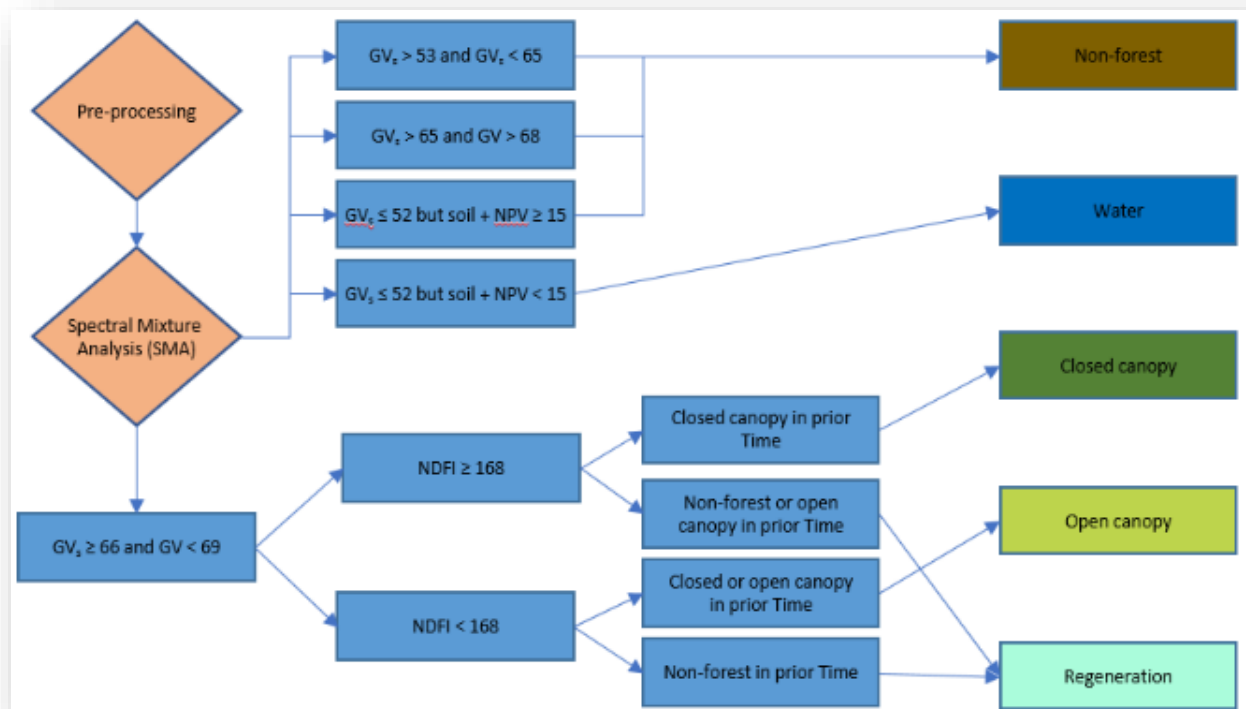 Pre-processing
GVₛ > 53 and GVₛ < 65
Non-forest
GVₛ > 65 and GV > 68
GVₛ ≤ 52 but soil + NPV ≥ 15
Water
GVₛ ≤ 52 but soil + NPV < 15
Spectral Mixture
Analysis (SMA)
Closed canopy
Closed canopy in prior
Time
NDFI ≥ 168
Non-forest or open
canopy in prior Time
GVₛ ≥ 66 and GV < 69
Open canopy
Closed or open canopy
in prior Time
NDFI < 168
Non-forest in prior Time
Regeneration